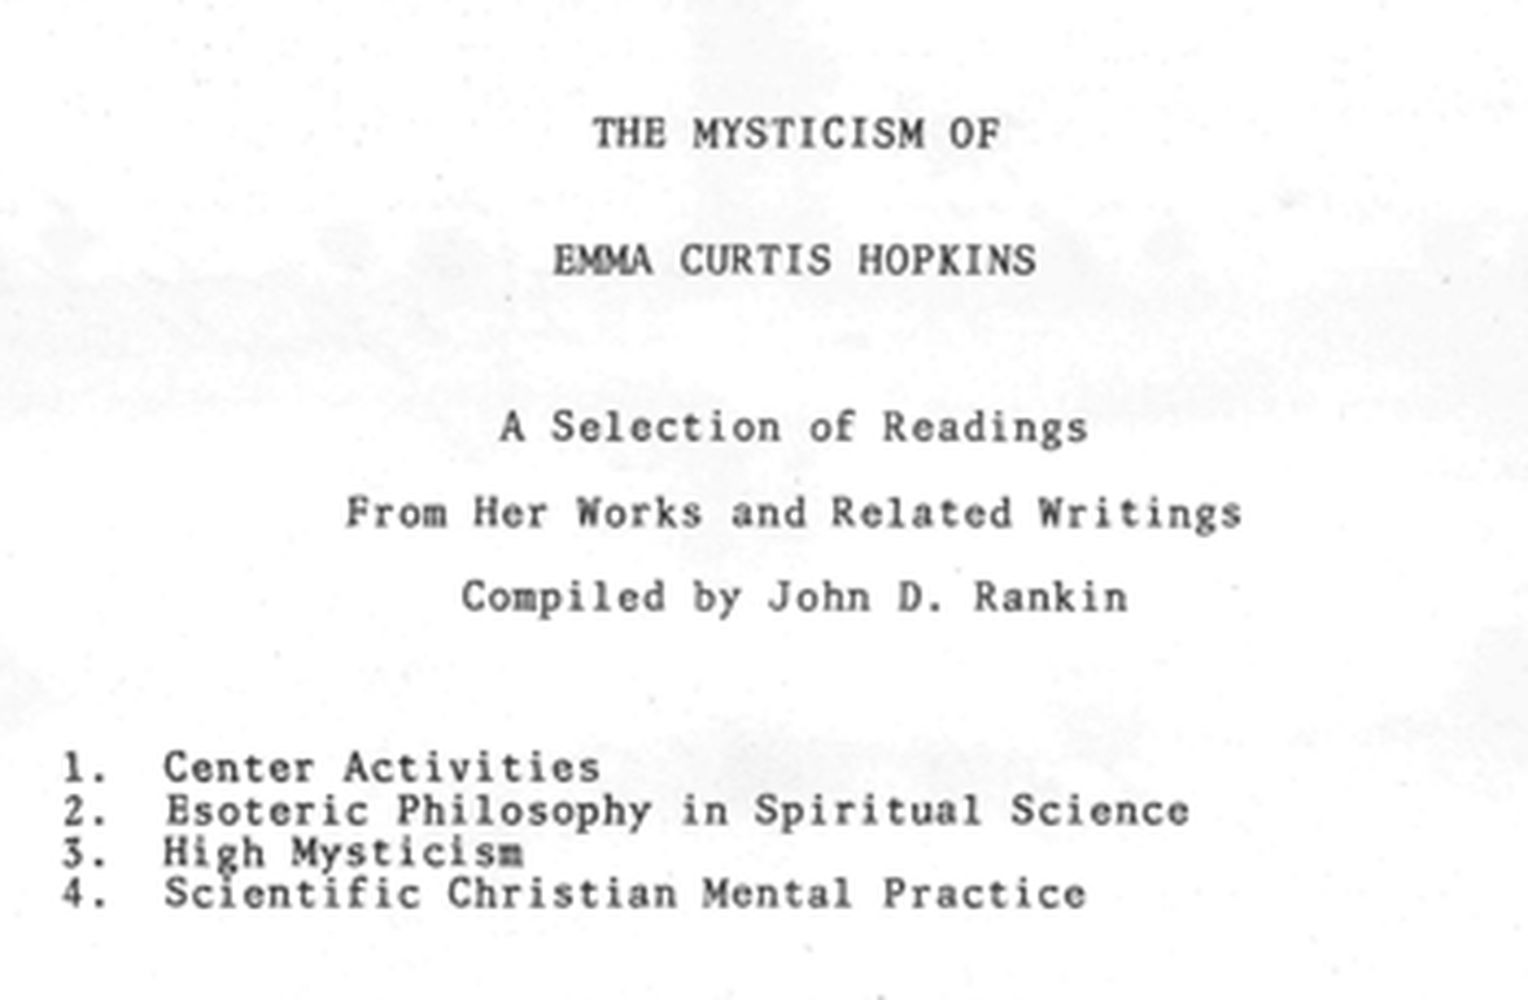 THE MYSTICISM OF
EMMA CURTIS HOPKINS
A Selection of Readings
From Her Works and Related Writings
Compiled by John D. Rankin
1. Center Activities
2. Esoteric Philosophy in Spiritual Science
3. High Mysticism
4. Scientific Christian Mental Practice